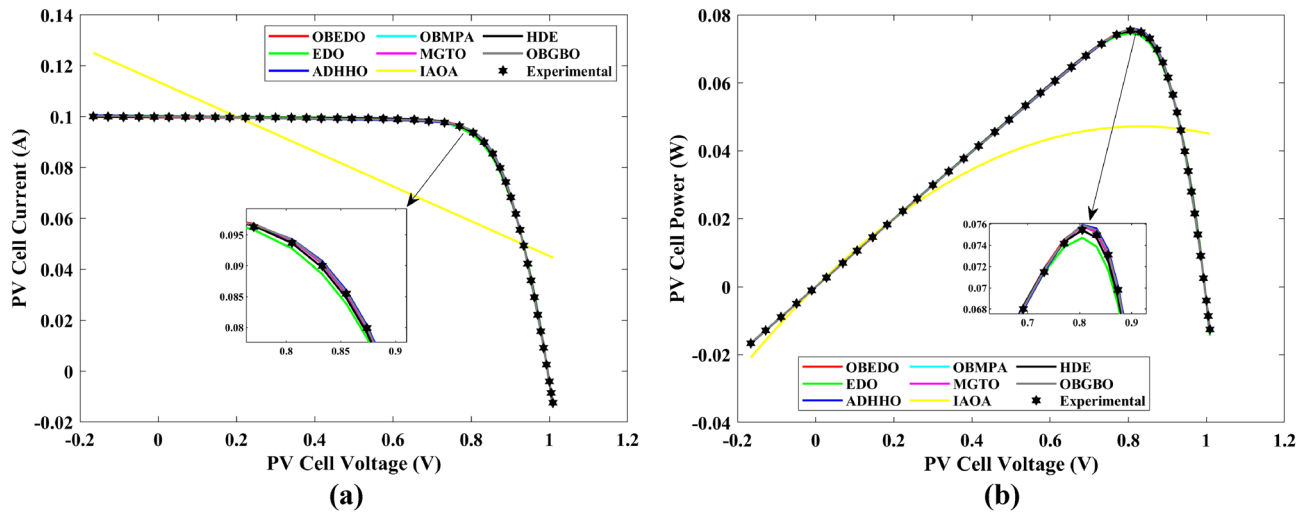 0.14
0.12
0.1
0.08
0.06
0.04
0.02
0
-0.02
PV Cell Current (A)
OBEDO OBMPA HDE
EDO MGTO OBGBO
ADHHO IAOA Experimental
0.095
0.09
0.085
0.08
0.8 0.85 0.9
-0.2 0 0.2 0.4 0.6 0.8 1 1.2
PV Cell Voltage (V)
(a)
0.08
0.06
0.04
0.02
0
-0.02
-0.04
PV Cell Power (W)
0.076
0.074
0.072
0.07
0.068
0.7 0.8 0.9
OBEDO OBMPA HDE
EDO MGTO OBGBO
ADHHO IAOA Experimental
-0.2 0 0.2 0.4 0.6 0.8 1 1.2
PV Cell Voltage (V)
(b)